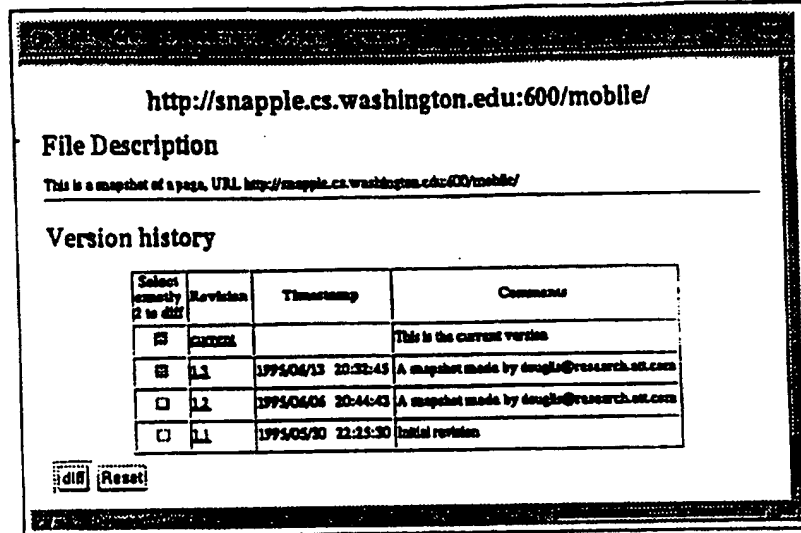 http://snapple.cs.washington.edu:600/mobile/
File Description
This is a snapshot of a page, URL http://snapple.cs.washington.edu:600/mobile/
Version history
Select exactly 2 to diff Revision Timestamp Comments
current This is the current version
1.3 1995/06/13 20:32:45 A snapshot made by douglis@research.att.com
1.2 1995/06/06 20:44:43 A snapshot made by douglis@research.att.com
1.1 1995/05/30 22:25:30 Initial revision
diff Reset